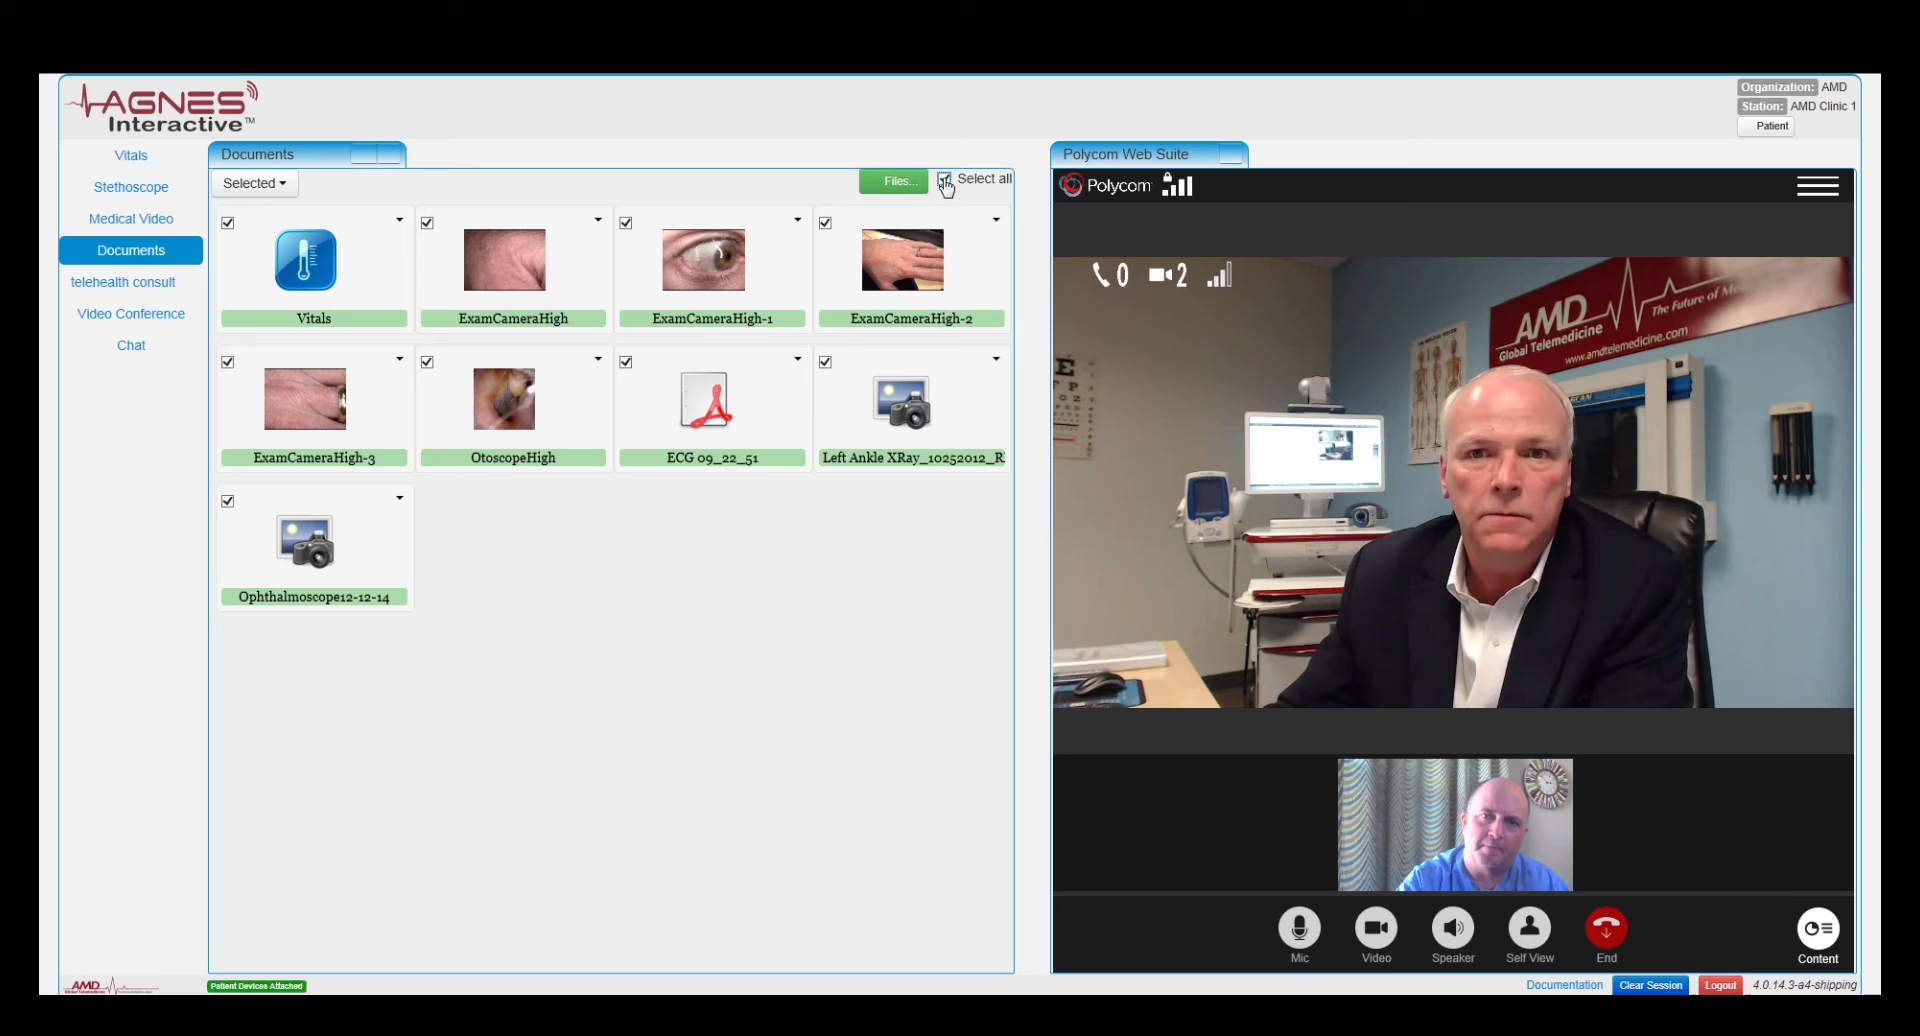 AGNES
Interactive™
Organization: AMD
Station: AMD Clinic 1
Patient
Vitals
Stethoscope
Medical Video
Documents
telehealth consult
Video Conference
Chat
Documents
Selected
Files...
Select all
Vitals
ExamCameraHigh
ExamCameraHigh-1
ExamCameraHigh-2
ExamCameraHigh-3
OtoscopeHigh
ECG 09_22_51
Left Ankle XRay_10252012_R
Ophthalmoscope12-12-14
Polycom Web Suite
Polycom
0
2
AMD
Global Telemedicine
The Future of
www.amdtelemedicine.com
E
F P
Mic
Video
Speaker
Self View
End
Content
AMD
Global Telemedicine
Patient Devices Attached
Documentation
Clear Session
Logout
4.0.14.3-a4-shipping